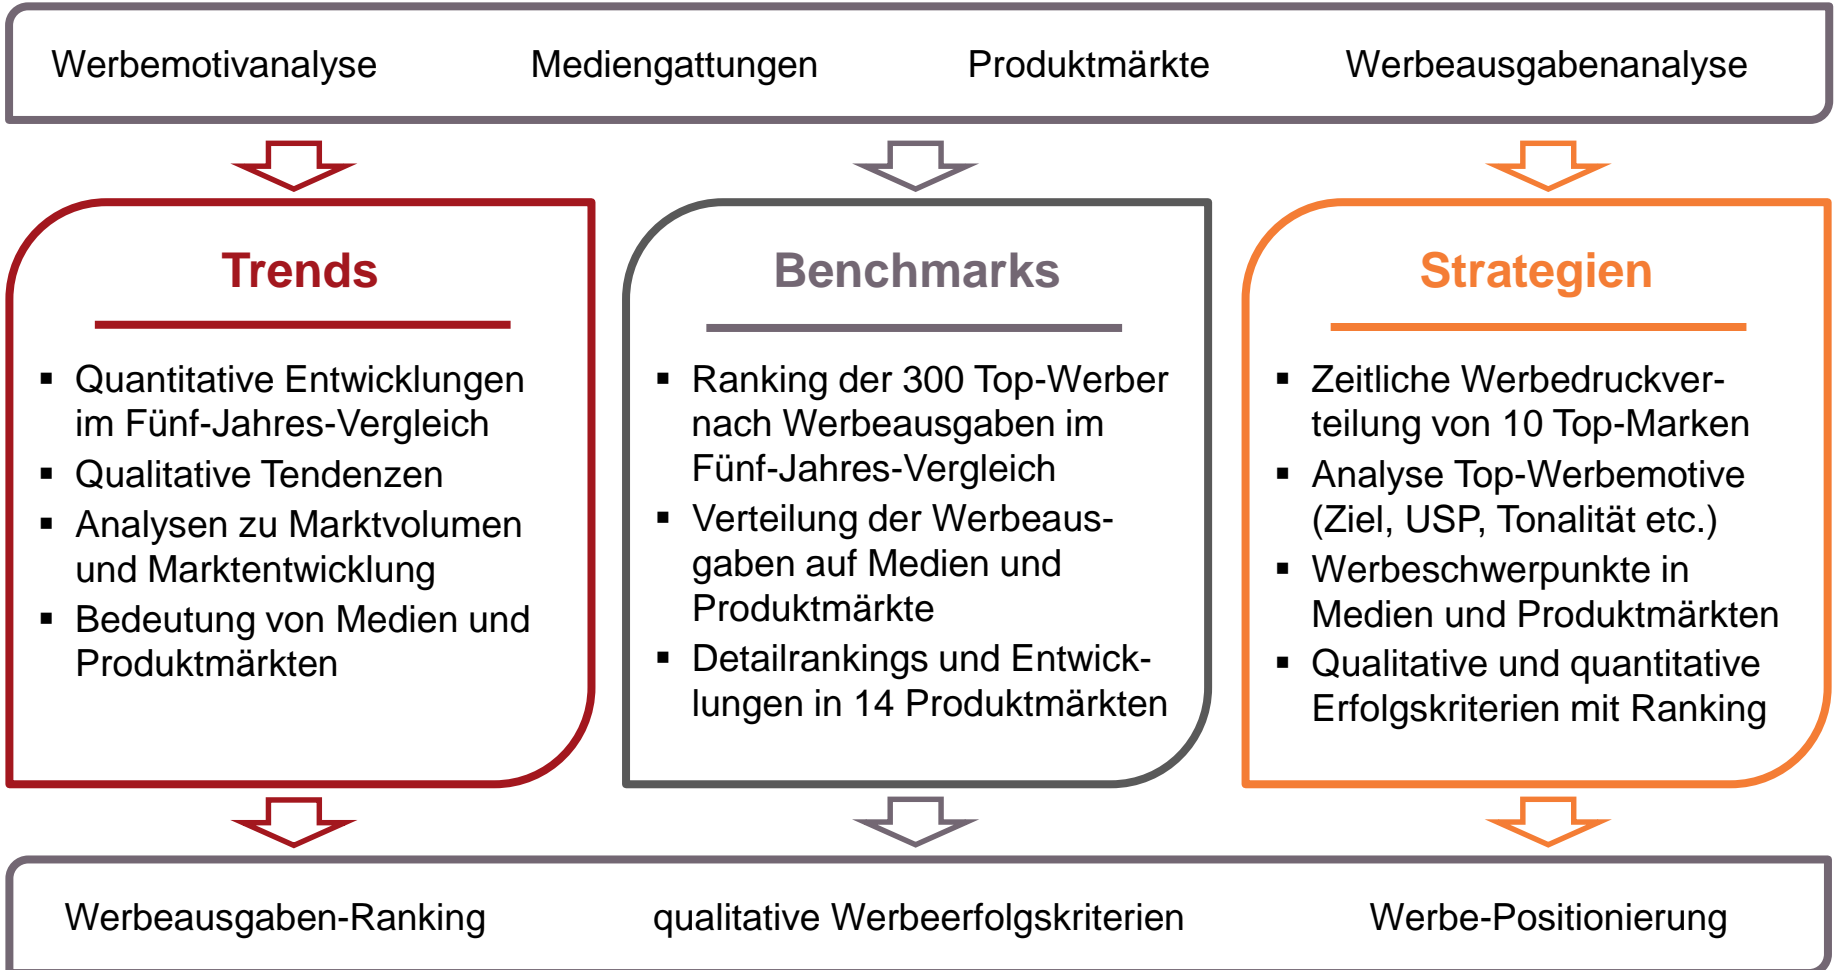 Werbemotivanalyse Mediengattungen Produktmärkte Werbeausgabenanalyse
Trends
▪ Quantitative Entwicklungen
im Fünf-Jahres-Vergleich
▪ Qualitative Tendenzen
▪ Analysen zu Marktvolumen
und Marktentwicklung
▪ Bedeutung von Medien und
Produktmärkten
Benchmarks
▪ Ranking der 300 Top-Werber
nach Werbeausgaben im
Fünf-Jahres-Vergleich
▪ Verteilung der Werbeaus-
gaben auf Medien und
Produktmärkte
▪ Detailrankings und Entwick-
lungen in 14 Produktmärkten
Strategien
▪ Zeitliche Werbedruckver-
teilung von 10 Top-Marken
▪ Analyse Top-Werbemotive
(Ziel, USP, Tonalität etc.)
▪ Werbeschwerpunkte in
Medien und Produktmärkten
▪ Qualitative und quantitative
Erfolgskriterien mit Ranking
Werbeausgaben-Ranking qualitative Werbeerfolgskriterien Werbe-Positionierung